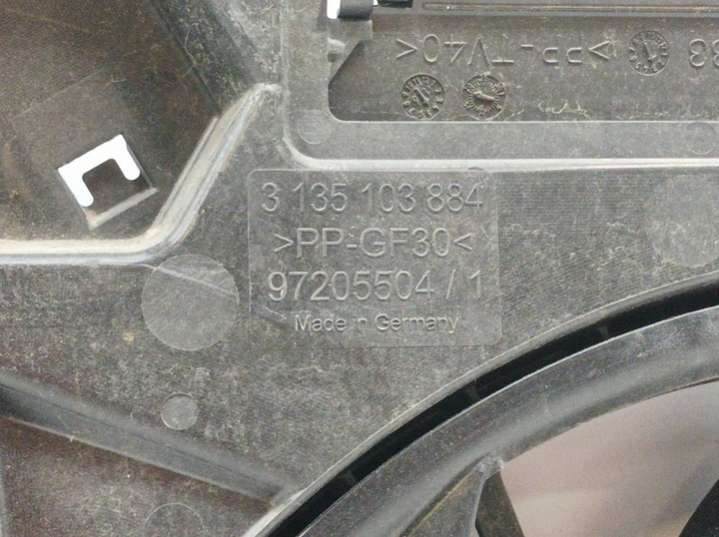 >PP-TV40<
3 135 103 884
>PP-GF30<
97205504 / 1
Made in Germany